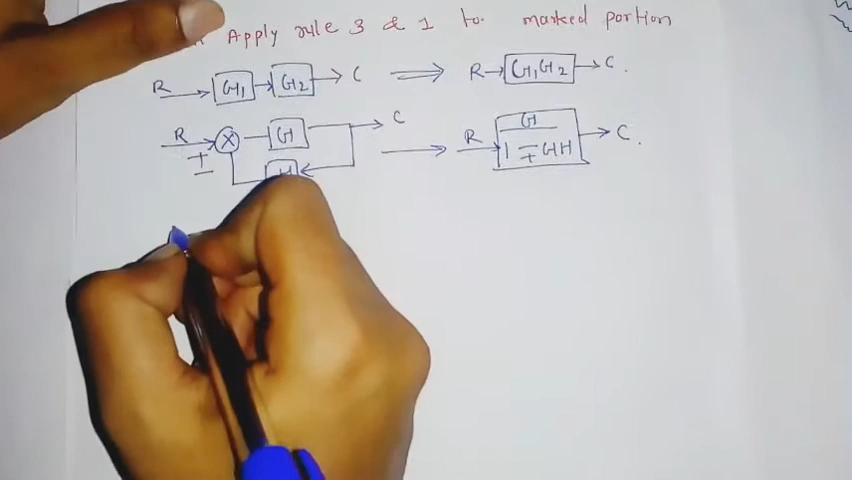 Apply rule 3 & 1 to marked portion
R G1 G2 C ⟹ R G1G2 C.
R X G C → R G / 1 ∓ GH C.
± H